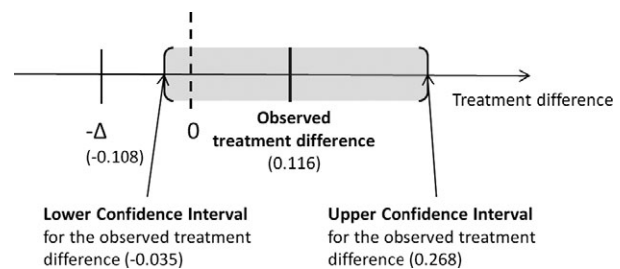 Treatment difference
-Δ
(-0.108)
0
Observed
treatment difference
(0.116)
Lower Confidence Interval
for the observed treatment
difference (-0.035)
Upper Confidence Interval
for the observed treatment
difference (0.268)